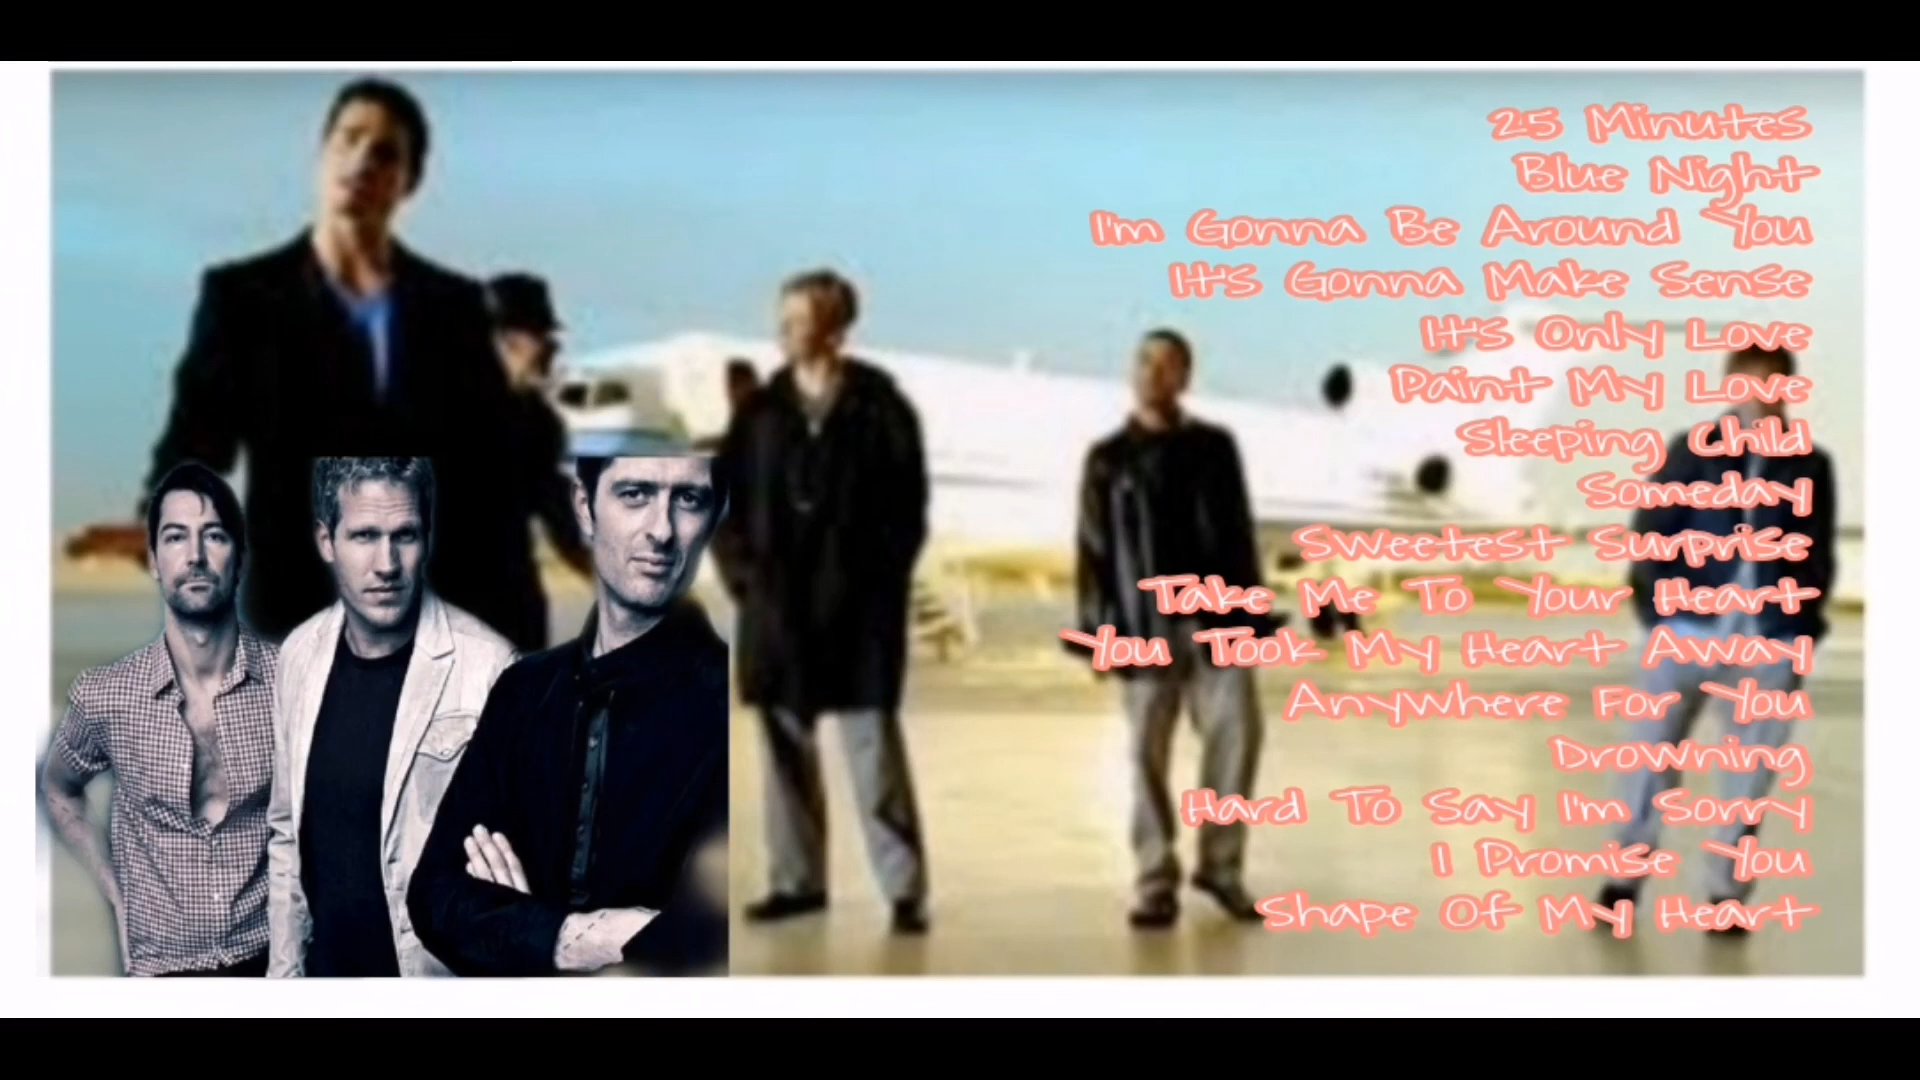 25 Minutes
Blue Night
I'm Gonna Be Around You
It's Gonna Make Sense
It's Only Love
Paint My Love
Sleeping Child
Someday
Sweetest Surprise
Take Me To Your Heart
You Took My Heart Away
Anywhere For You
Drowning
Hard To Say I'm Sorry
I Promise You
Shape Of My Heart